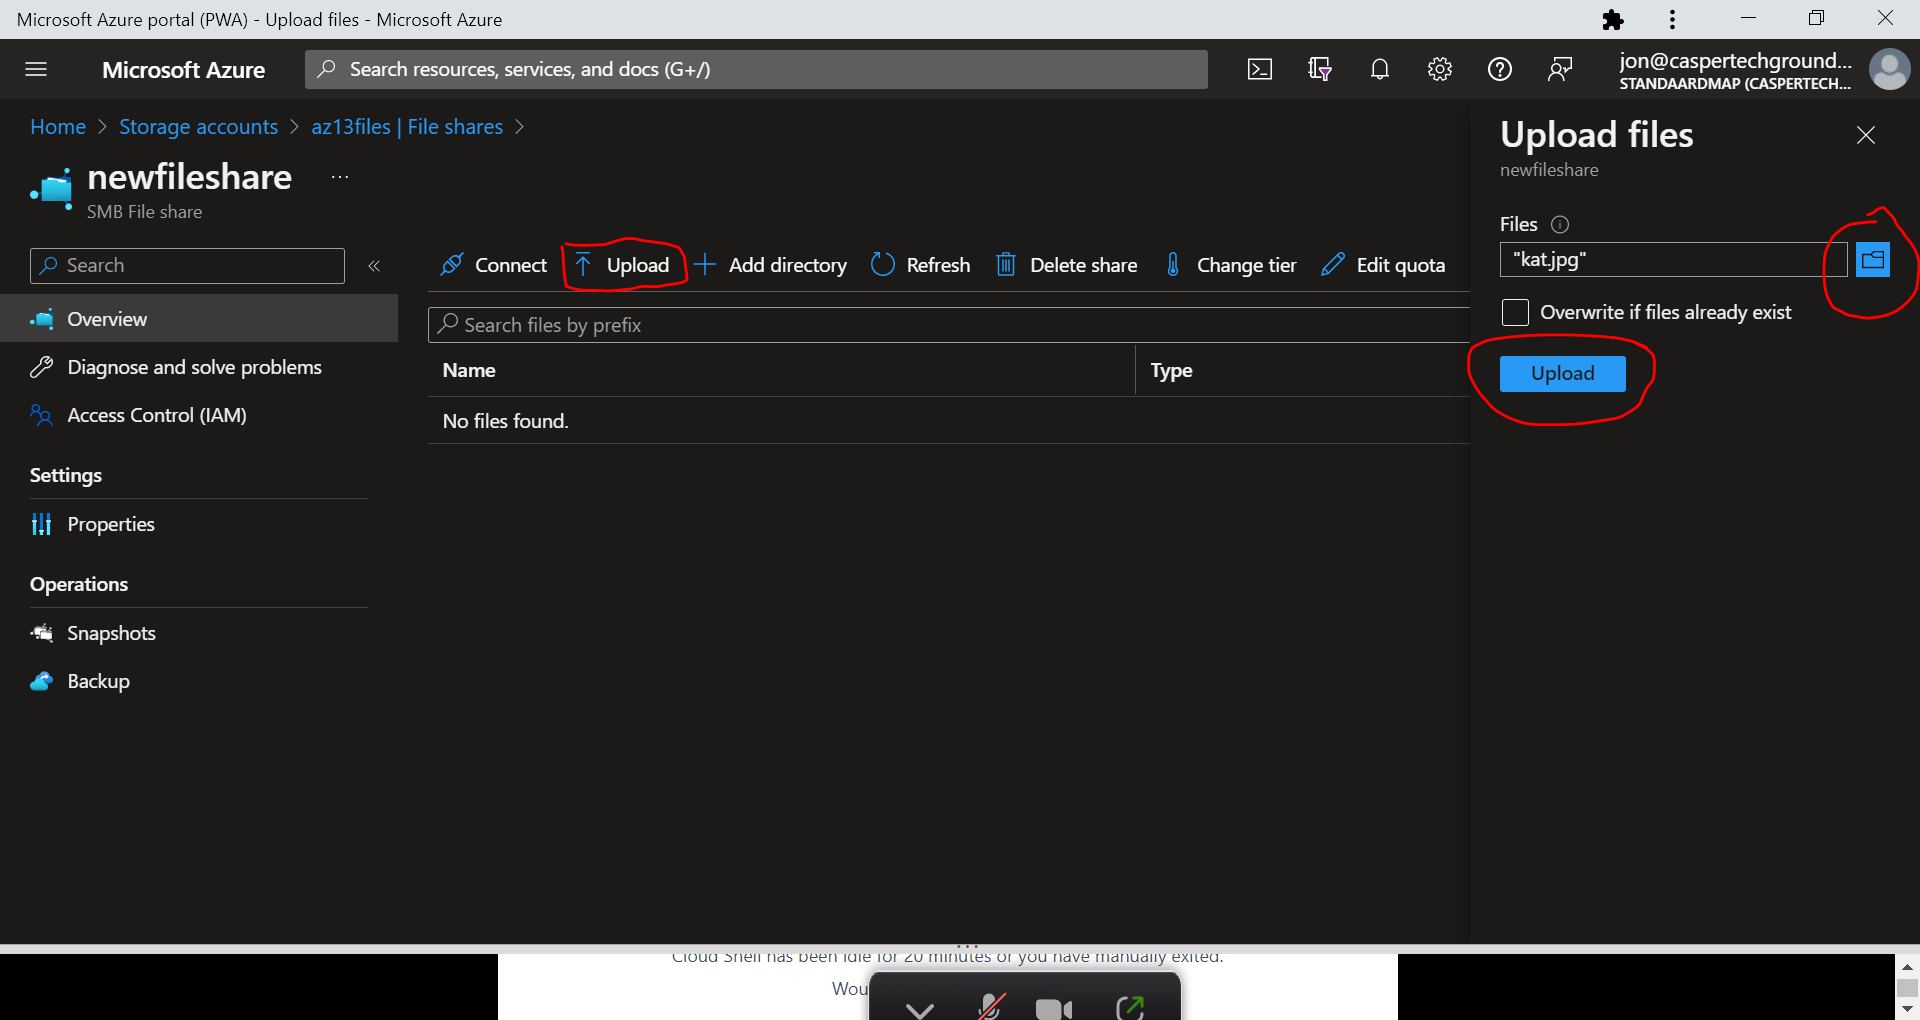 Microsoft Azure portal (PWA) - Upload files - Microsoft Azure
Microsoft Azure
Search resources, services, and docs (G+/)
jon@caspertechground...
STANDAARDMAP (CASPERTECH...
Home > Storage accounts > az13files | File shares >
newfileshare ...
SMB File share
Search
«
Overview
Diagnose and solve problems
Access Control (IAM)
Settings
Properties
Operations
Snapshots
Backup
Connect Upload Add directory Refresh Delete share Change tier Edit quota
Search files by prefix
Name Type
No files found.
Upload files
newfileshare
Files
"kat.jpg"
Overwrite if files already exist
Upload
Cloud Shell has been idle for 20 minutes or you have manually exited.